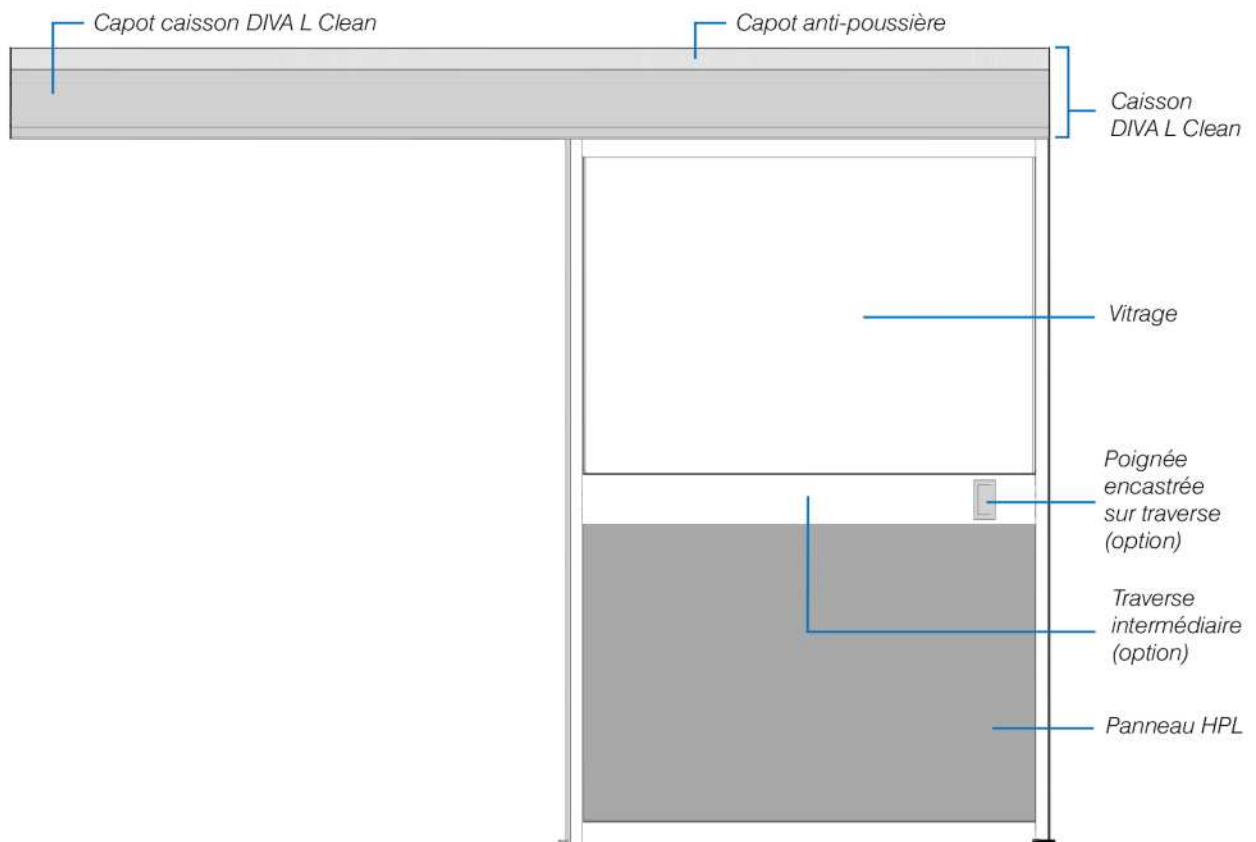 Capot caisson DIVA L Clean
Capot anti-poussière
Caisson
DIVA L Clean
Vitrage
Poignée
encastrée
sur traverse
(option)
Traverse
intermédiaire
(option)
Panneau HPL